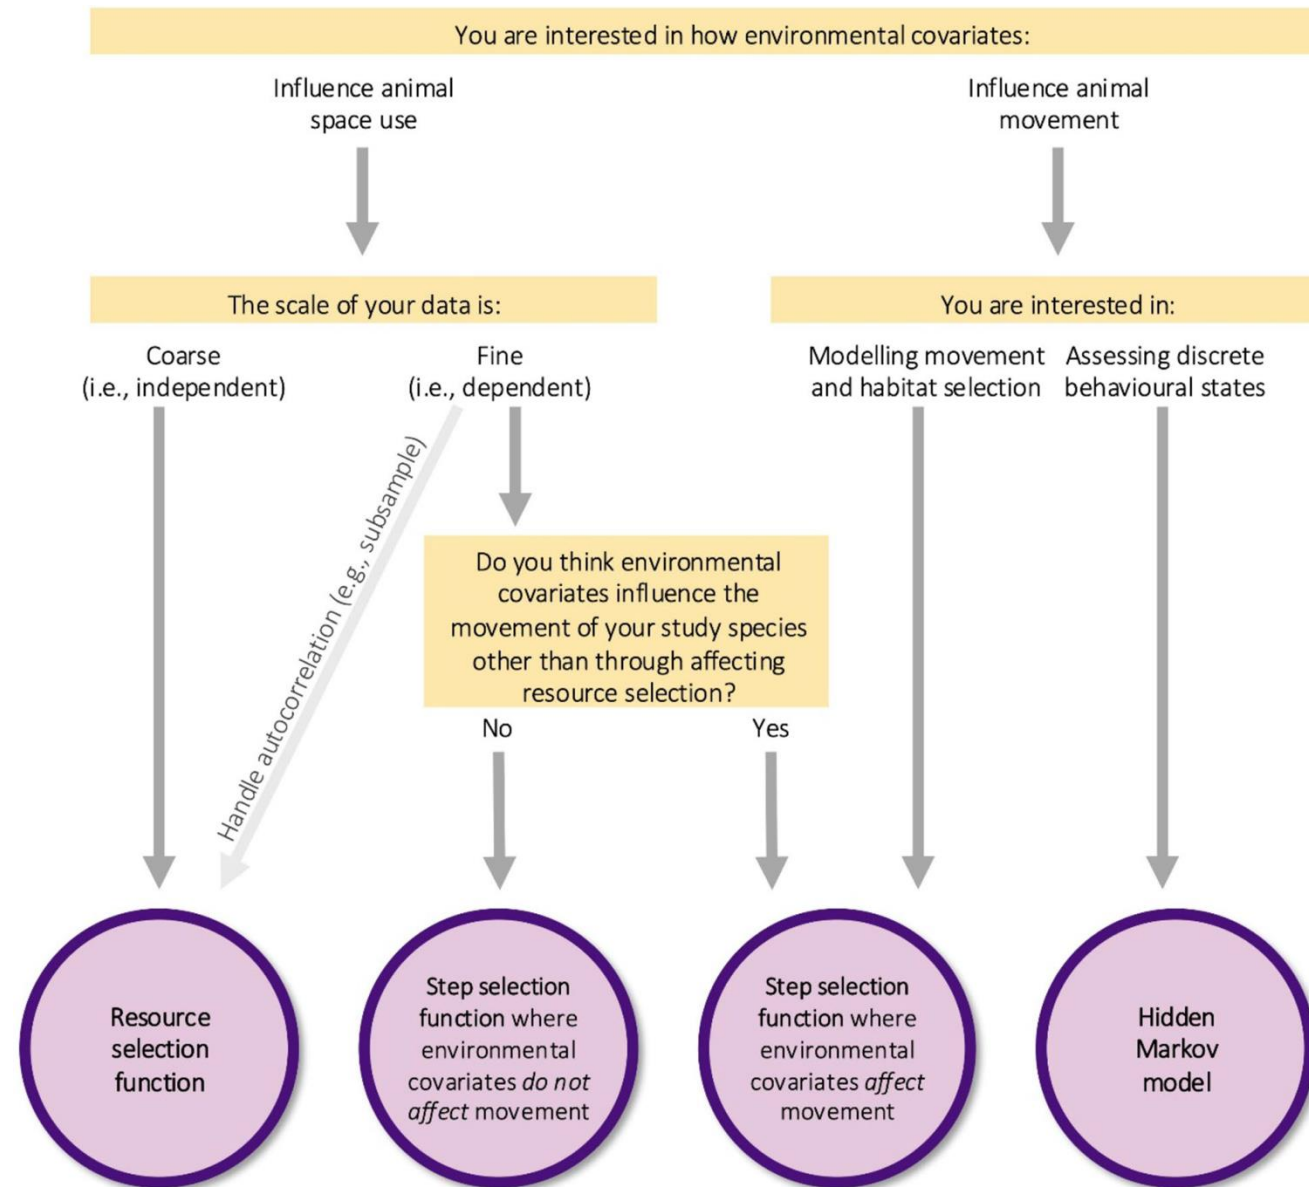 You are interested in how environmental covariates:
Influence animal
space use
Influence animal
movement
The scale of your data is:
You are interested in:
Coarse
(i.e., independent)
Fine
(i.e., dependent)
Modelling movement
and habitat selection
Assessing discrete
behavioural states
Handle autocorrelation (e.g., subsample)
Do you think environmental
covariates influence the
movement of your study species
other than through affecting
resource selection?
No
Yes
Resource
selection
function
Step selection
function where
environmental
covariates do not
affect movement
Step selection
function where
environmental
covariates affect
movement
Hidden
Markov
model